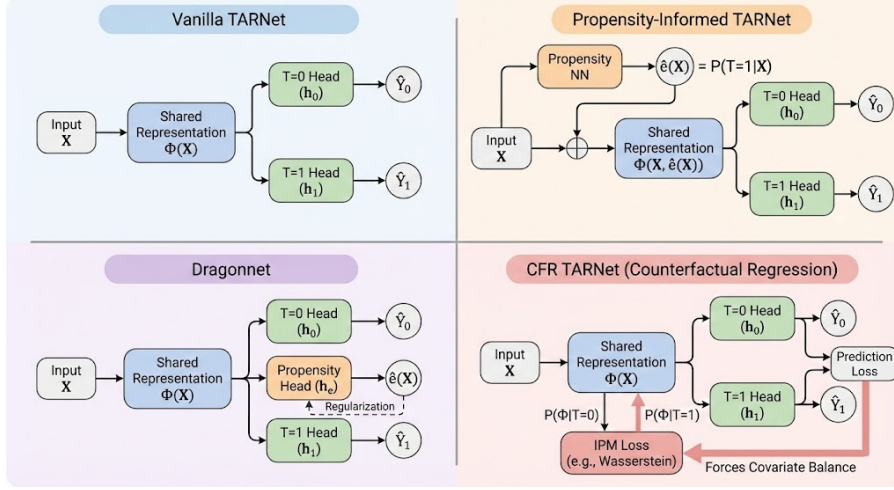 Vanilla TARNet
Input
X
Shared
Representation
Φ(X)
T=0 Head
(h₀)
Ŷ₀
T=1 Head
(h₁)
Ŷ₁
Propensity-Informed TARNet
Propensity
NN
ê(X) = P(T=1|X)
Input
X
Shared
Representation
Φ(X, ê(X))
T=0 Head
(h₀)
Ŷ₀
T=1 Head
(h₁)
Ŷ₁
Dragonnet
Input
X
Shared
Representation
Φ(X)
T=0 Head
(h₀)
Ŷ₀
Propensity
Head (hₑ)
ê(X)
Regularization
T=1 Head
(h₁)
Ŷ₁
CFR TARNet (Counterfactual Regression)
Input
X
Shared
Representation
Φ(X)
T=0 Head
(h₀)
Ŷ₀
Prediction
Loss
T=1 Head
(h₁)
Ŷ₁
P(Φ|T=0)
P(Φ|T=1)
IPM Loss
(e.g., Wasserstein)
Forces Covariate Balance